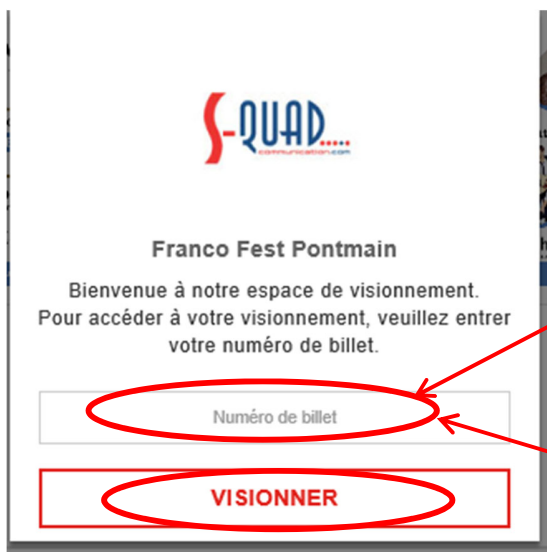 S-QUAD.....
communication.com
Franco Fest Pontmain
Bienvenue à notre espace de visionnement.
Pour accéder à votre visionnement, veuillez entrer
votre numéro de billet.
Numéro de billet
VISIONNER